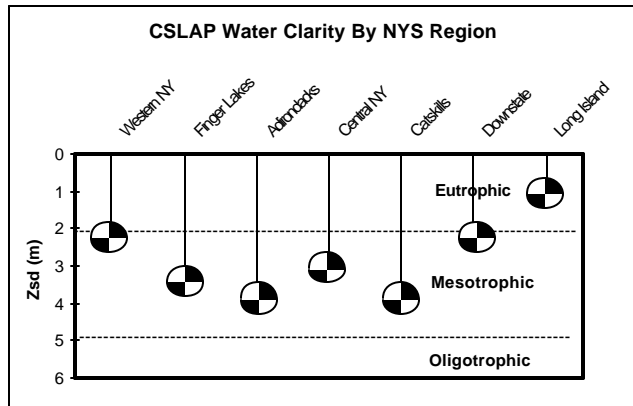 CSLAP Water Clarity By NYS Region
Western NY
Finger Lakes
Adirondacks
Central NY
Catskills
Downstate
Long Island
0
1
2
3
4
5
6
Zsd (m)
Eutrophic
Mesotrophic
Oligotrophic